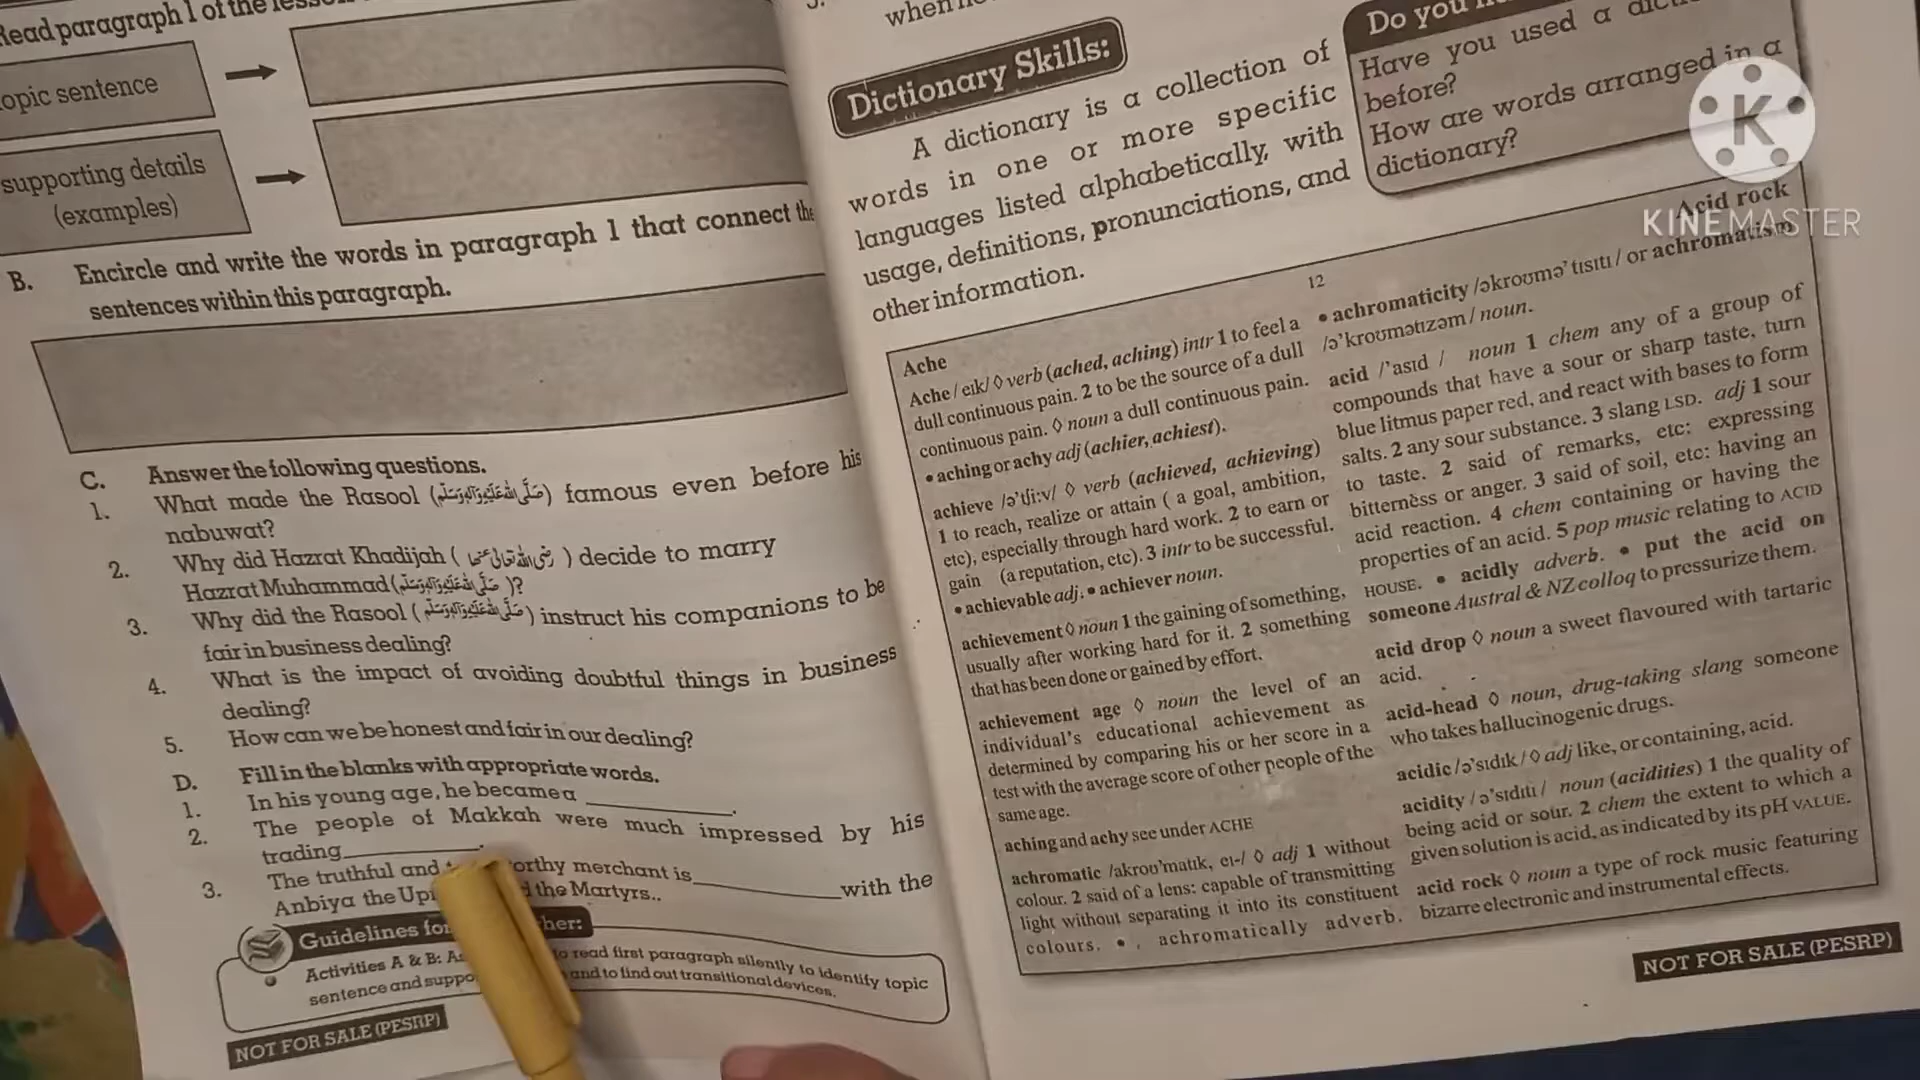 Read paragraph 1 of the lesson
topic sentence
supporting details
(examples)
B. Encircle and write the words in paragraph 1 that connect the
sentences within this paragraph.
C. Answer the following questions.
1. What made the Rasool (صَلَّى اللهُ عَلَيْهِ وَآلِهِ وَسَلَّم) famous even before his
nabuwat?
2. Why did Hazrat Khadijah ( رضی اللہ تعالیٰ عنہا ) decide to marry
Hazrat Muhammad (صَلَّى اللهُ عَلَيْهِ وَآلِهِ وَسَلَّم )?
3. Why did the Rasool ( صَلَّى اللهُ عَلَيْهِ وَآلِهِ وَسَلَّم) instruct his companions to be
fair in business dealing?
4. What is the impact of avoiding doubtful things in business
dealing?
5. How can we be honest and fair in our dealing?
D. Fill in the blanks with appropriate words.
1. In his young age, he became a __________.
2. The people of Makkah were much impressed by his
trading__________.
3. The truthful and merchant is__________with the
Anbiya the the Martyrs..
Guidelines for
Activities A & B: to read first paragraph silently to identify topic
sentence and and to find out transitional devices.
NOT FOR SALE (PESRP)
Dictionary Skills:
A dictionary is a collection of
words in one or more specific
languages listed alphabetically, with
usage, definitions, pronunciations, and
other information.
Do you
Have you used a
before?
How are words arranged in a
dictionary?
12
Acid rock
Ache
Ache / eɪk/ ◊ verb (ached, aching) intr 1 to feel a
dull continuous pain. 2 to be the source of a dull
continuous pain. ◊ noun a dull continuous pain.
• aching or achy adj (achier, achiest).
achieve /ə'tʃi:v/ ◊ verb (achieved, achieving)
1 to reach, realize or attain ( a goal, ambition,
etc), especially through hard work. 2 to earn or
gain (a reputation, etc). 3 intr to be successful.
• achievable adj. • achiever noun.
achievement ◊ noun 1 the gaining of something,
usually after working hard for it. 2 something
that has been done or gained by effort.
achievement age ◊ noun the level of an
individual's educational achievement as
determined by comparing his or her score in a
test with the average score of other people of the
same age.
aching and achy see under ACHE
achromatic /akroʊ'matɪk, eɪ-/ ◊ adj 1 without
colour. 2 said of a lens: capable of transmitting
light without separating it into its constituent
colours. • , achromatically adverb.
• achromaticity /əkroʊmə'tɪsɪtɪ / or achromatism
/ə'kroʊmətɪzəm / noun.
acid /'asɪd / noun 1 chem any of a group of
compounds that have a sour or sharp taste, turn
blue litmus paper red, and react with bases to form
salts. 2 any sour substance. 3 slang LSD. adj 1 sour
to taste. 2 said of remarks, etc: expressing
bitterness or anger. 3 said of soil, etc: having an
acid reaction. 4 chem containing or having the
properties of an acid. 5 pop music relating to ACID
HOUSE. • acidly adverb. • put the acid on
someone Austral & NZ colloq to pressurize them.
acid drop ◊ noun a sweet flavoured with tartaric
acid.
acid-head ◊ noun, drug-taking slang someone
who takes hallucinogenic drugs.
acidic /ə'sɪdɪk / ◊ adj like, or containing, acid.
acidity / ə'sɪdɪtɪ / noun (acidities) 1 the quality of
being acid or sour. 2 chem the extent to which a
given solution is acid, as indicated by its pH VALUE.
acid rock ◊ noun a type of rock music featuring
bizarre electronic and instrumental effects.
NOT FOR SALE (PESRP)
K
KINEMASTER